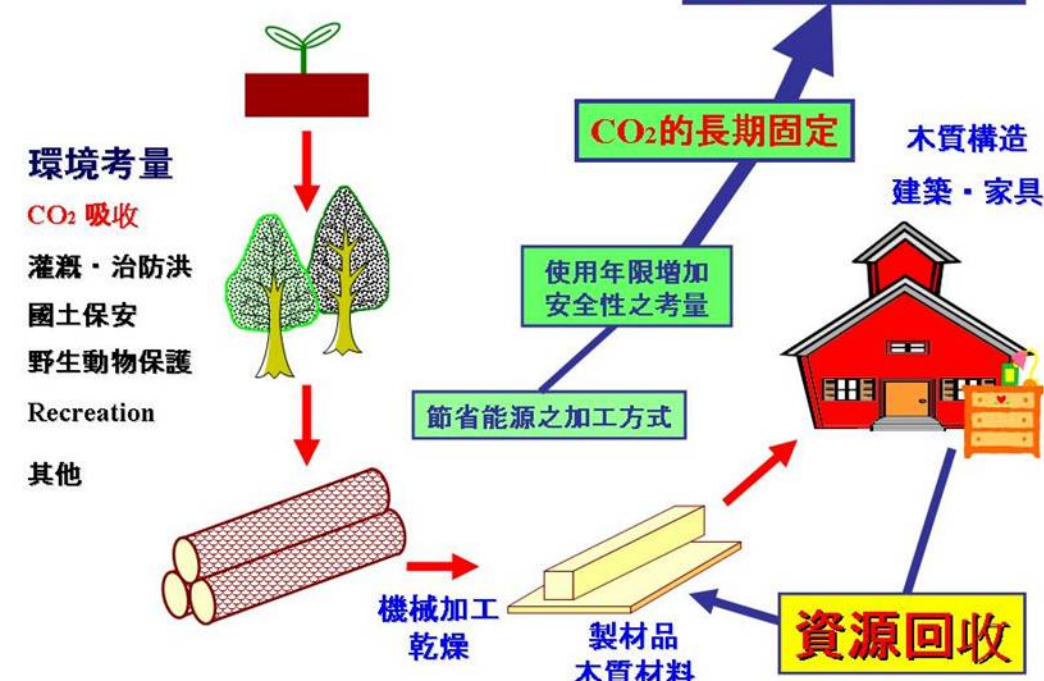 環境考量
CO₂ 吸收
灌溉・治防洪
國土保安
野生動物保護
Recreation
其他
CO₂的長期固定
使用年限增加
安全性之考量
節省能源之加工方式
木質構造
建築・家具
機械加工
乾燥
製材品
木質材料
資源回收